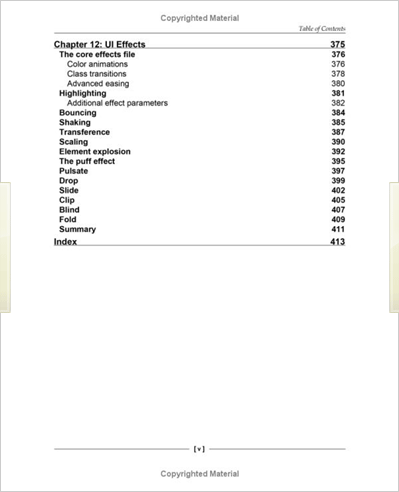 Copyrighted Material
Table of Contents
Chapter 12: UI Effects 375
The core effects file 376
Color animations 376
Class transitions 378
Advanced easing 380
Highlighting 381
Additional effect parameters 382
Bouncing 384
Shaking 385
Transference 387
Scaling 390
Element explosion 392
The puff effect 395
Pulsate 397
Drop 399
Slide 402
Clip 405
Blind 407
Fold 409
Summary 411
Index 413
[ v ]
Copyrighted Material